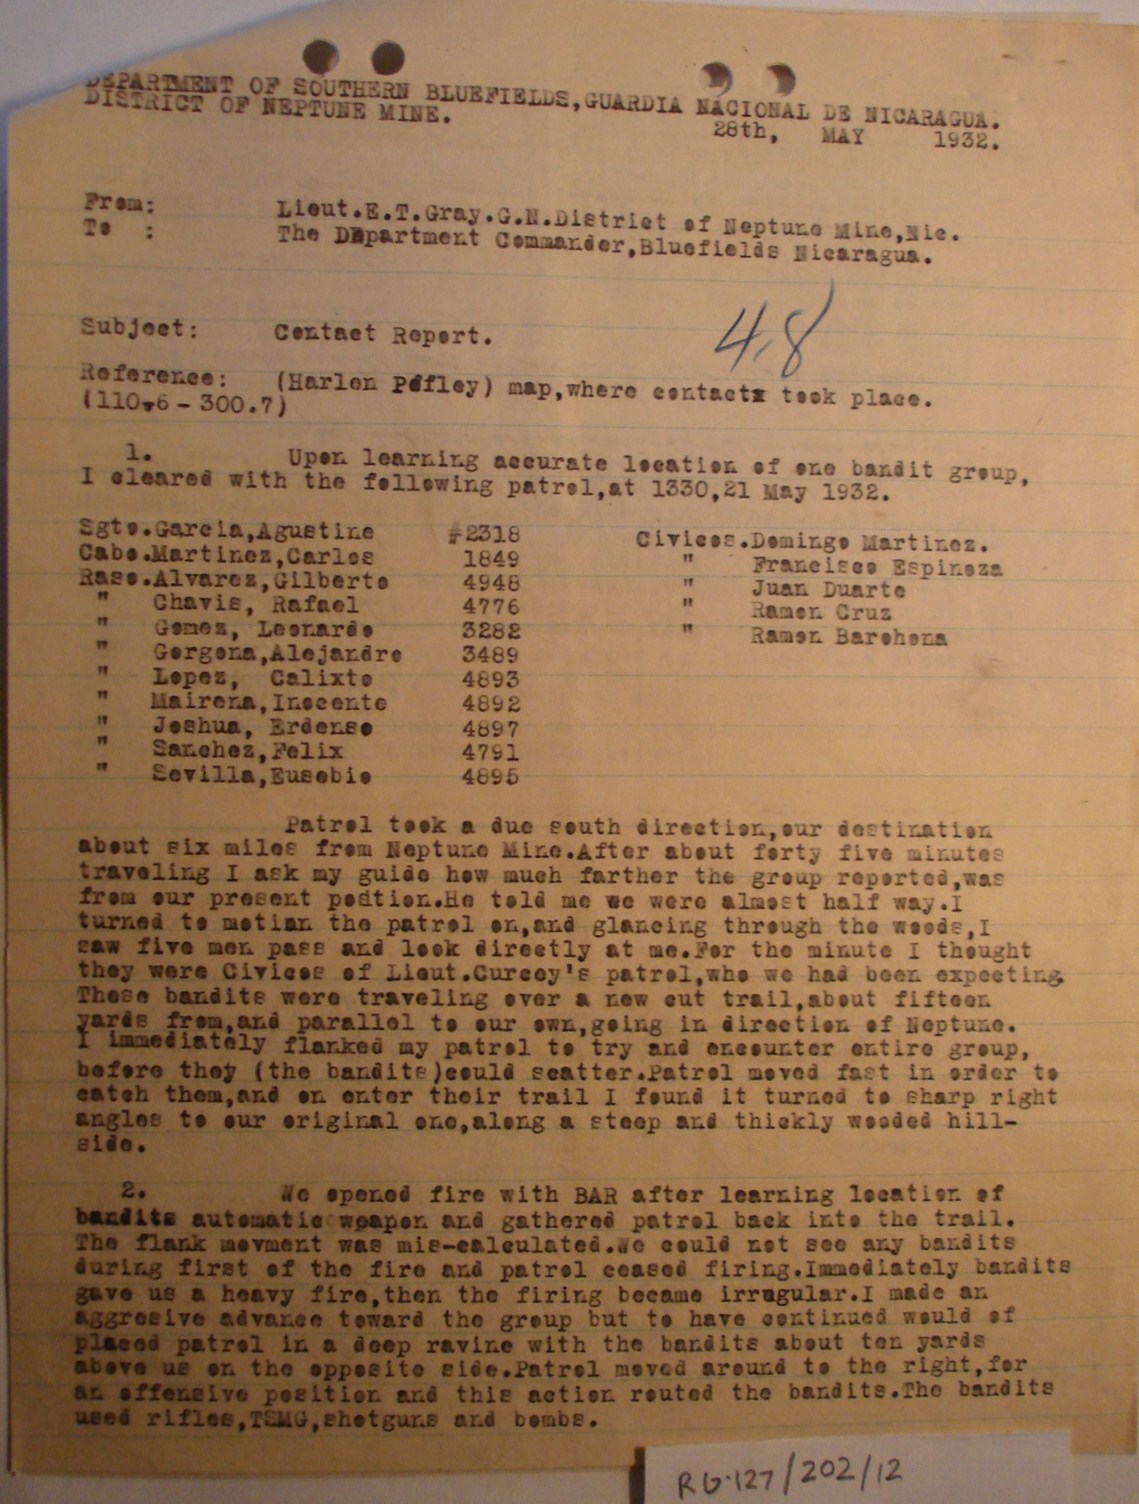 DEPARTMENT OF SOUTHERN BLUEFIELDS,GUARDIA NACIONAL DE NICARAGUA.
DISTRICT OF NEPTUNE MINE.
28th, MAY 1932.
From: Lieut.E.T.Gray.G.N.District of Neptune Mine,Nic.
To : The Department Commander,Bluefields Nicaragua.
48
Subject: Contact Report.
Reference: (Harlen Pefley) map,where contactx took place.
(110.6 - 300.7)
1. Upon learning accurate location of one bandit group,
I cleared with the following patrol,at 1330,21 May 1932.
Sgto.Garcia,Agustine #2318 Civicos.Domingo Martinez.
Cabo.Martinez,Carlos 1849 " Francisco Espinoza
Raso.Alvarez,Gilberto 4948 " Juan Duarte
" Chavis, Rafael 4776 " Ramon Cruz
" Gomez, Leonardo 3282 " Ramon Barohona
" Gorgona,Alejandro 3489
" Lopez, Calixto 4893
" Mairena,Inocente 4892
" Joshua, Erdenso 4897
" Sanchez,Felix 4791
" Sevilla,Eusebio 4895
Patrol took a due south direction,our destination
about six miles from Neptune Mine.After about forty five minutes
traveling I ask my guide how much farther the group reported,was
from our present postion.He told me we were almost half way.I
turned to motian the patrol on,and glancing through the woods,I
saw five men pass and look directly at me.For the minute I thought
they were Civicos of Lieut.Curcey's patrol,who we had been expecting.
These bandits were traveling over a new cut trail,about fifteen
yards from,and parallel to our own,going in direction of Neptune.
I immediately flanked my patrol to try and encounter entire group,
before they (the bandits)could scatter.Patrol moved fast in order to
catch them,and on enter their trail I found it turned to sharp right
angles to our original one,along a steep and thickly wooded hill-
side.
2. We opened fire with BAR after learning location of
bandits automatic weapon and gathered patrol back into the trail.
The flank movment was mis-calculated.We could not see any bandits
during first of the fire and patrol ceased firing.Immediately bandits
gave us a heavy fire,then the firing became irregular.I made an
aggresive advance toward the group but to have continued would of
placed patrol in a deep ravine with the bandits about ten yards
above us on the opposite side.Patrol moved around to the right,for
an offensive position and this action routed the bandits.The bandits
used rifles,TSMG,shotguns and bombs.
RG·127/202/12